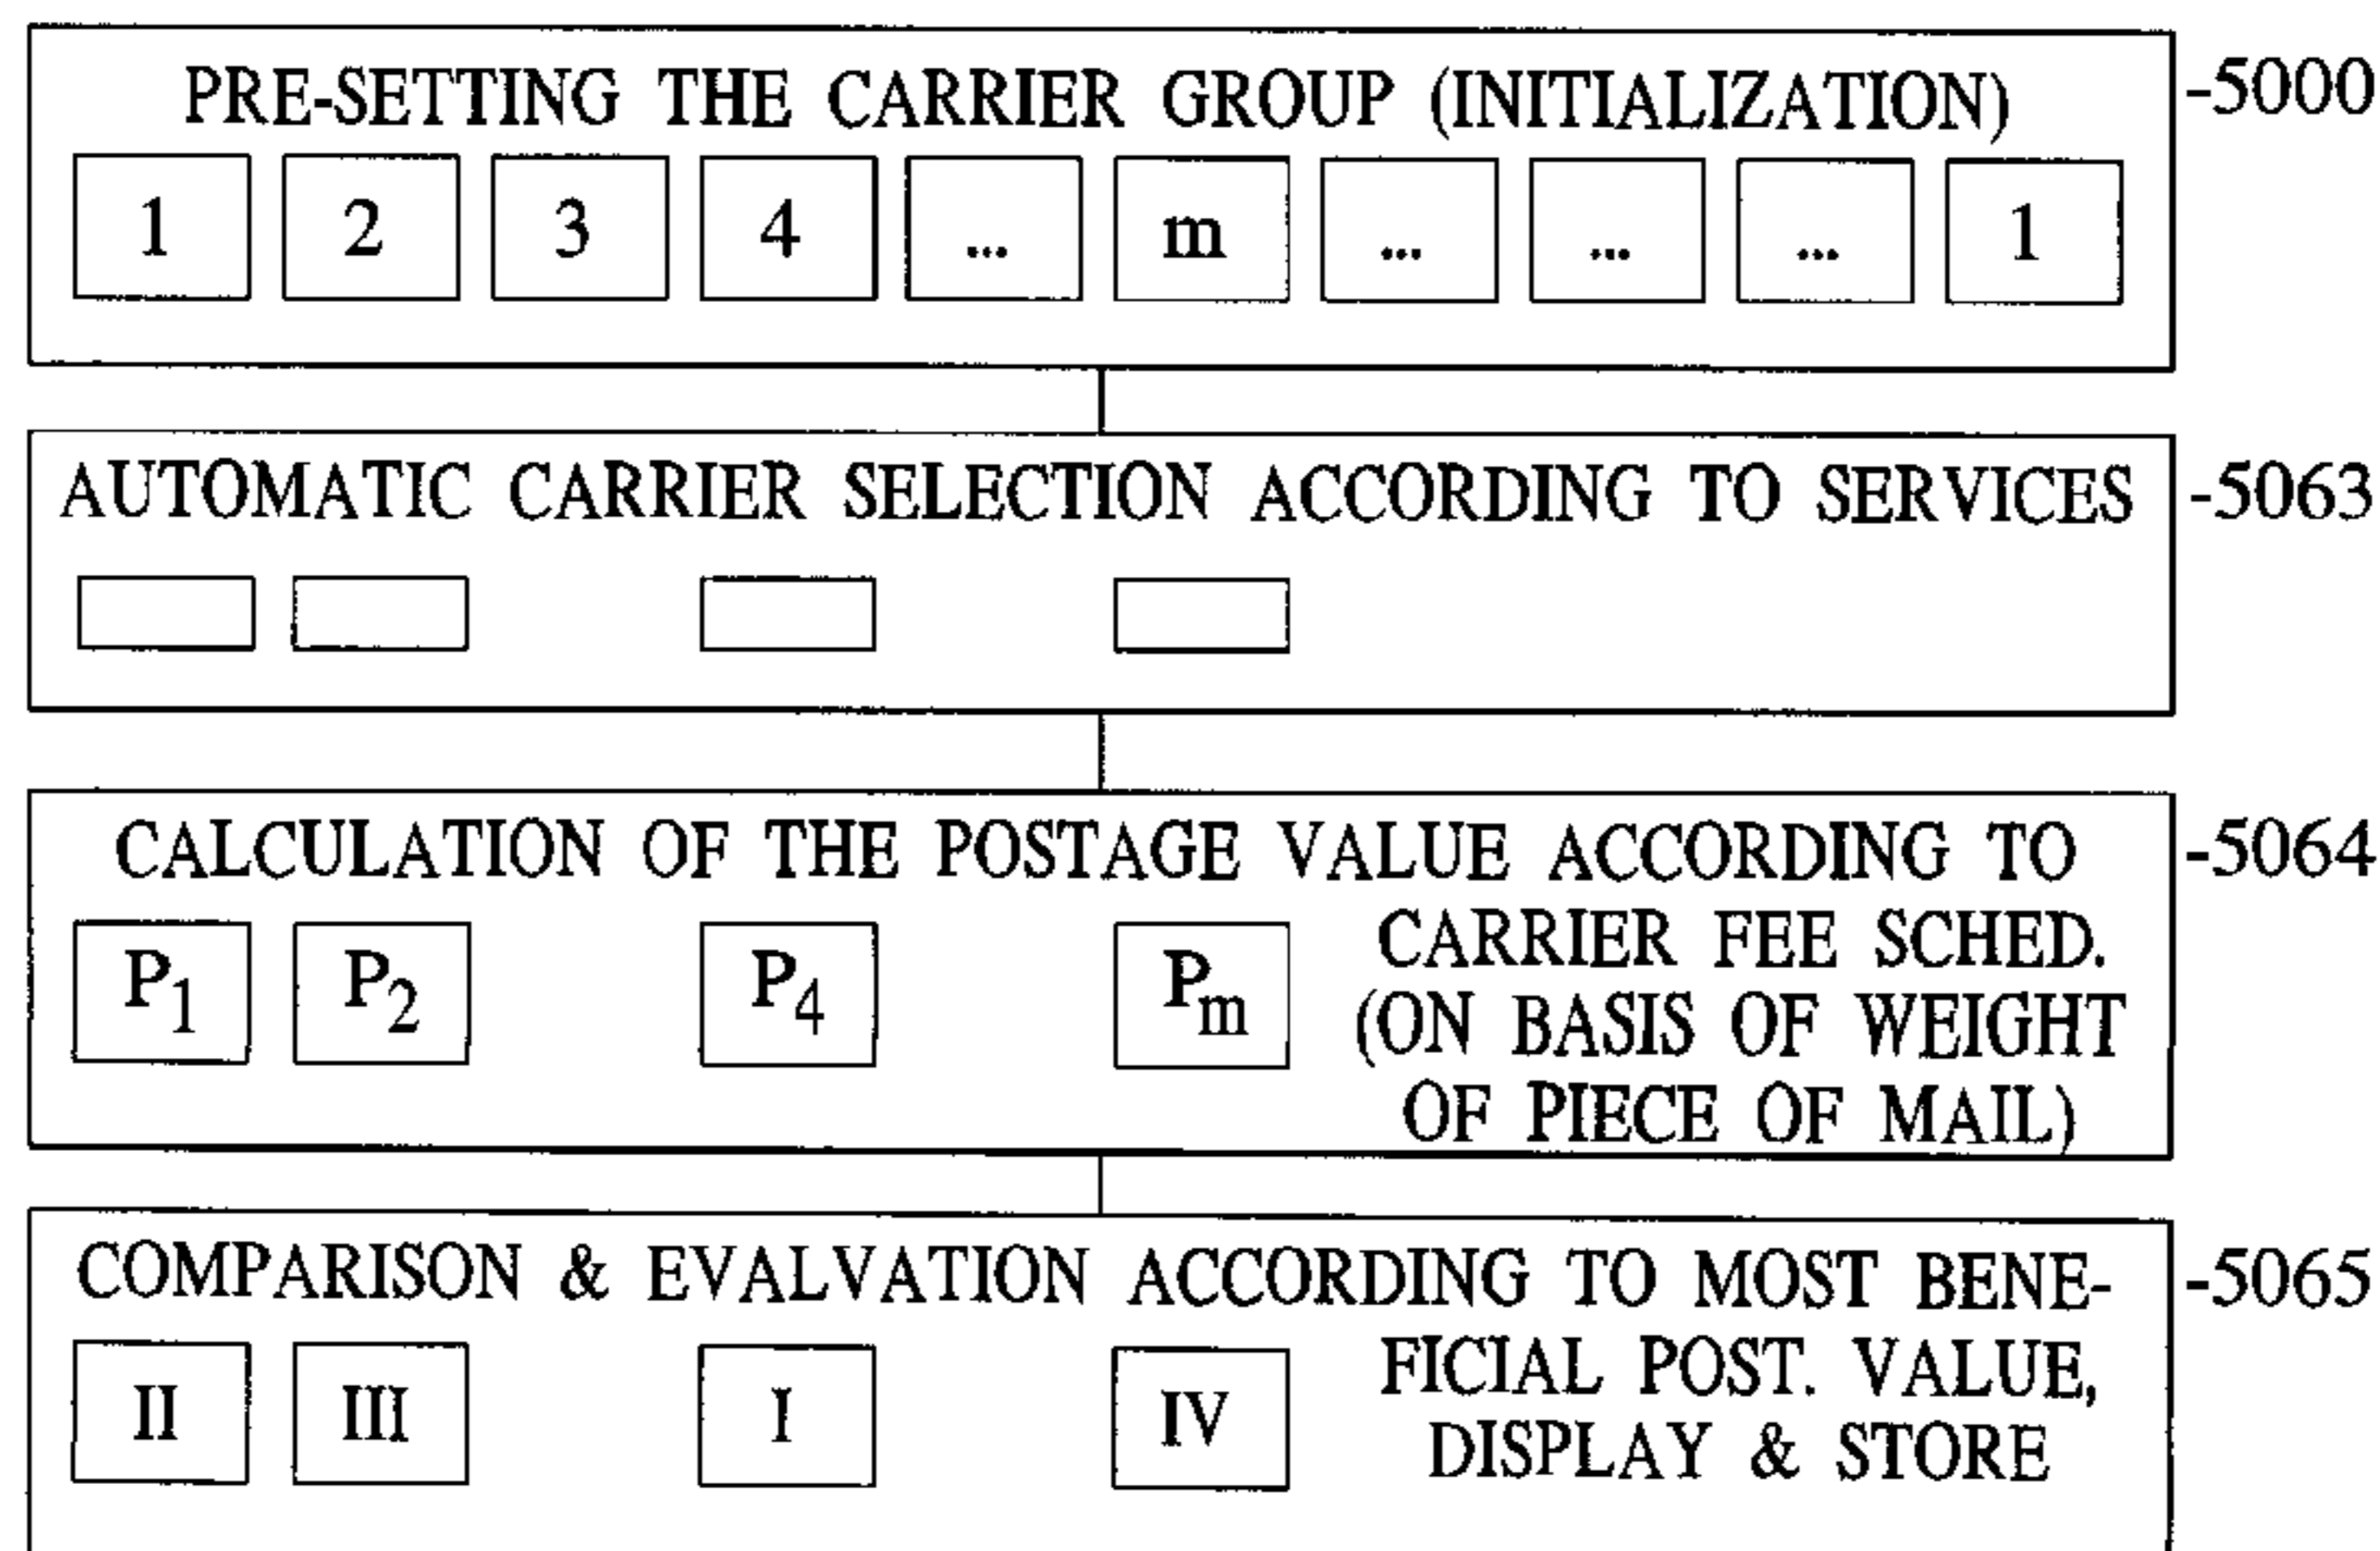 PRE-SETTING THE CARRIER GROUP (INITIALIZATION) -5000
1 2 3 4 ... m ... ... ... 1
AUTOMATIC CARRIER SELECTION ACCORDING TO SERVICES -5063
CALCULATION OF THE POSTAGE VALUE ACCORDING TO -5064
CARRIER FEE SCHED.
P1 P2 P4 Pm
(ON BASIS OF WEIGHT
OF PIECE OF MAIL)
COMPARISON & EVALVATION ACCORDING TO MOST BENE- -5065
FICIAL POST. VALUE,
II III I IV
DISPLAY & STORE